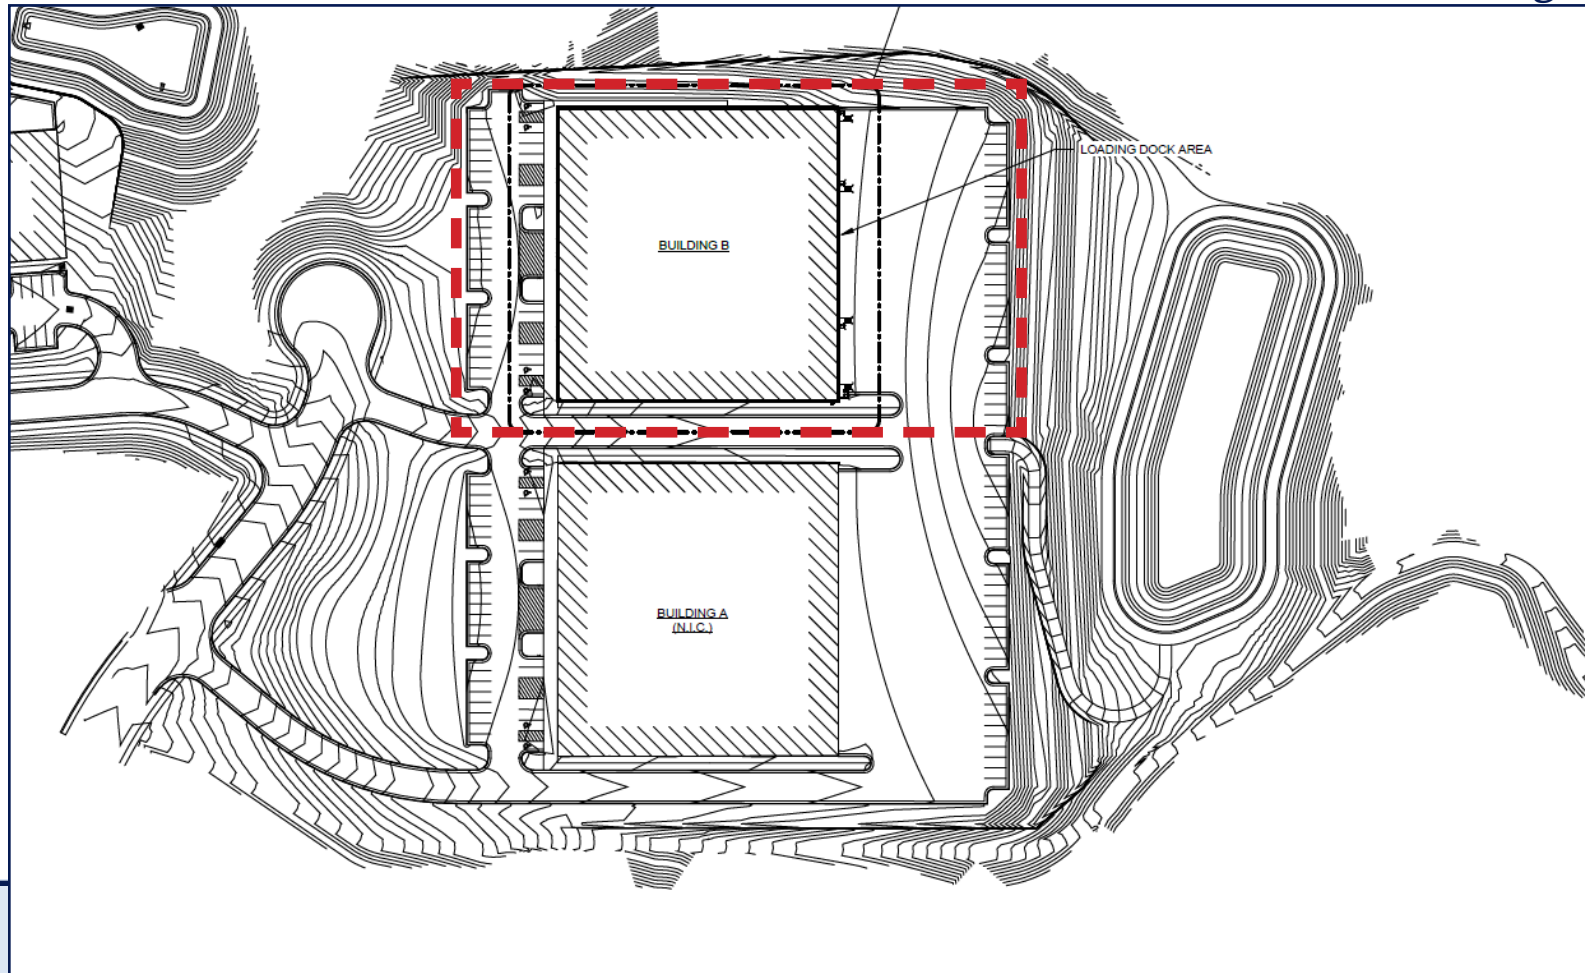 LOADING DOCK AREA
BUILDING B
BUILDING A
(N.I.C.)